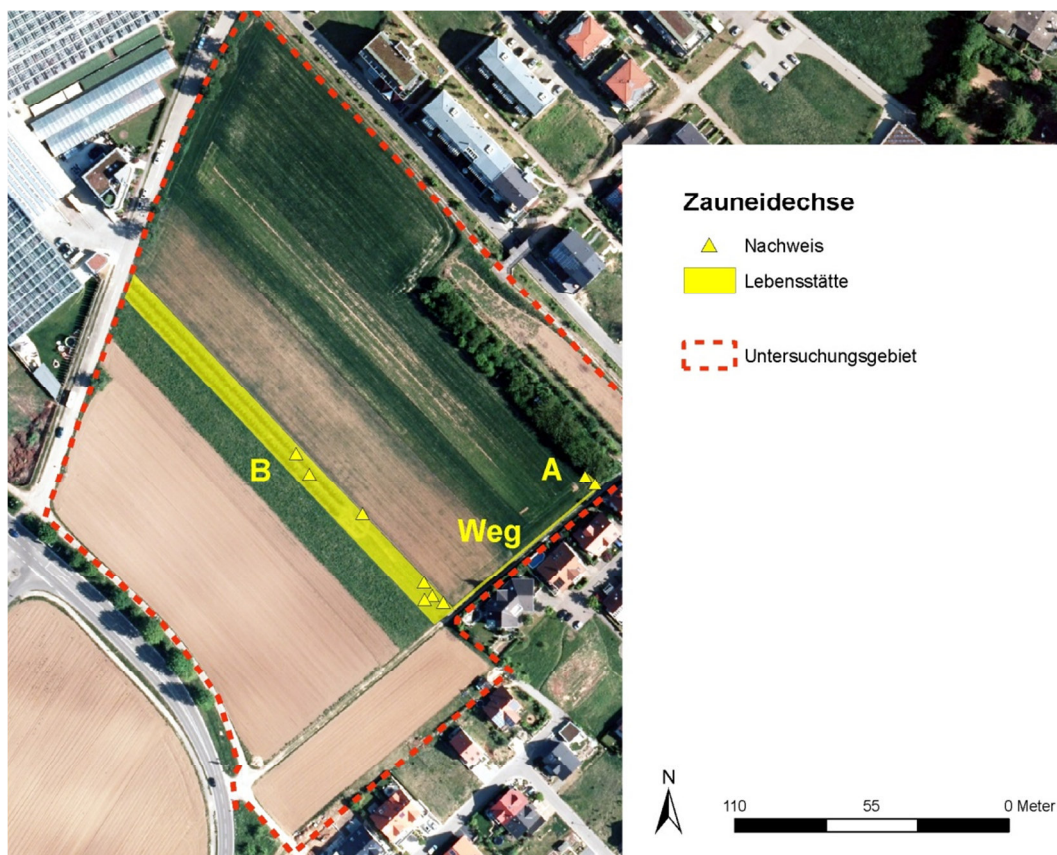 Zauneidechse
Nachweis
Lebensstätte
Untersuchungsgebiet
A
B
Weg
N
110 55 0 Meter